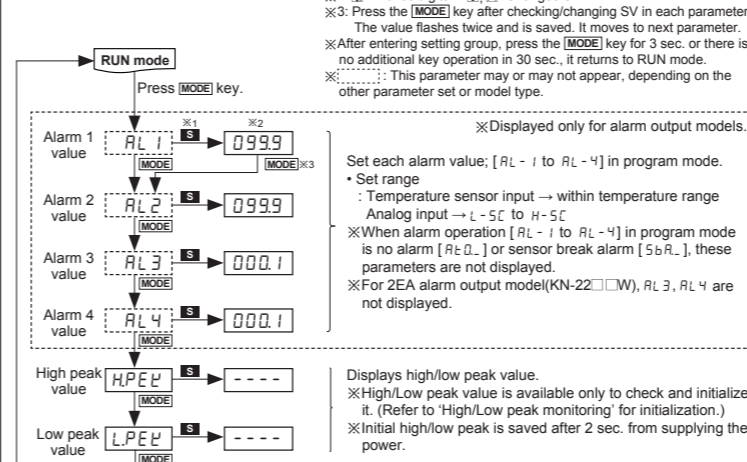 ※3: Press the MODE key after checking/changing SV in each parameter.
The value flashes twice and is saved. It moves to next parameter.
※After entering setting group, press the MODE key for 3 sec. or there is
no additional key operation in 30 sec., it returns to RUN mode.
※ : This parameter may or may not appear, depending on the
other parameter set or model type.
RUN mode
Press MODE key.
※Displayed only for alarm output models.
※1 ※2
Alarm 1 value AL1 S 099.9
MODE MODE ※3
Alarm 2 value AL2 S 099.9
MODE
Alarm 3 value AL3 S 000.1
MODE
Alarm 4 value AL4 S 000.1
MODE
Set each alarm value; [AL-1 to AL-4] in program mode.
• Set range
: Temperature sensor input → within temperature range
Analog input → L-SC to H-SC
※When alarm operation [AL-1 to AL-4] in program mode
is no alarm [At0._] or sensor break alarm [SbA._], these
parameters are not displayed.
※For 2EA alarm output model(KN-22□□W), AL3, AL4 are
not displayed.
High peak value H.PEK S ----
MODE
Low peak value L.PEK S ----
MODE
Displays high/low peak value.
※High/Low peak value is available only to check and initialize
it. (Refer to 'High/Low peak monitoring' for initialization.)
※Initial high/low peak is saved after 2 sec. from supplying the
power.